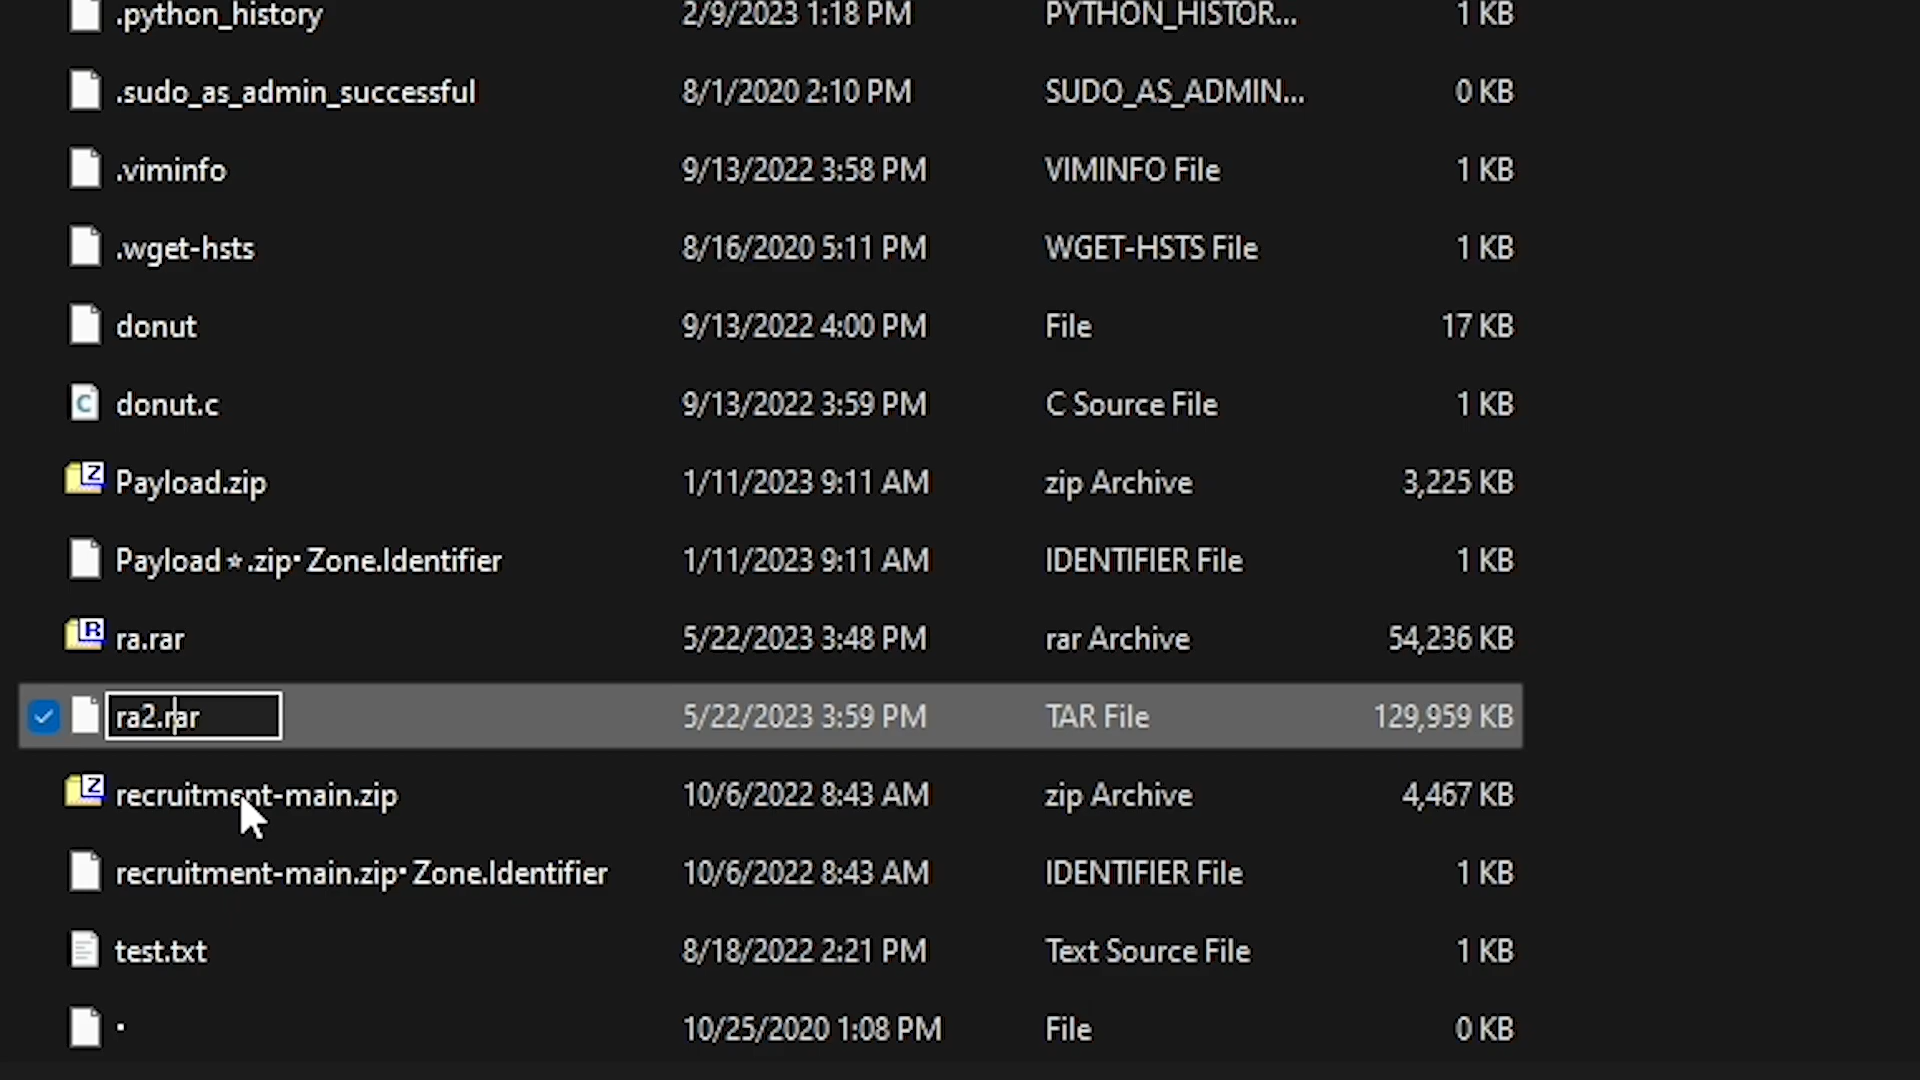 .python_history 2/9/2023 1:18 PM PYTHON_HISTOR... 1 KB
.sudo_as_admin_successful 8/1/2020 2:10 PM SUDO_AS_ADMIN... 0 KB
.viminfo 9/13/2022 3:58 PM VIMINFO File 1 KB
.wget-hsts 8/16/2020 5:11 PM WGET-HSTS File 1 KB
donut 9/13/2022 4:00 PM File 17 KB
C donut.c 9/13/2022 3:59 PM C Source File 1 KB
Z Payload.zip 1/11/2023 9:11 AM zip Archive 3,225 KB
Payload⋆.zip· Zone.Identifier 1/11/2023 9:11 AM IDENTIFIER File 1 KB
R ra.rar 5/22/2023 3:48 PM rar Archive 54,236 KB
ra2.rar 5/22/2023 3:59 PM TAR File 129,959 KB
Z recruitment-main.zip 10/6/2022 8:43 AM zip Archive 4,467 KB
recruitment-main.zip· Zone.Identifier 10/6/2022 8:43 AM IDENTIFIER File 1 KB
test.txt 8/18/2022 2:21 PM Text Source File 1 KB
· 10/25/2020 1:08 PM File 0 KB